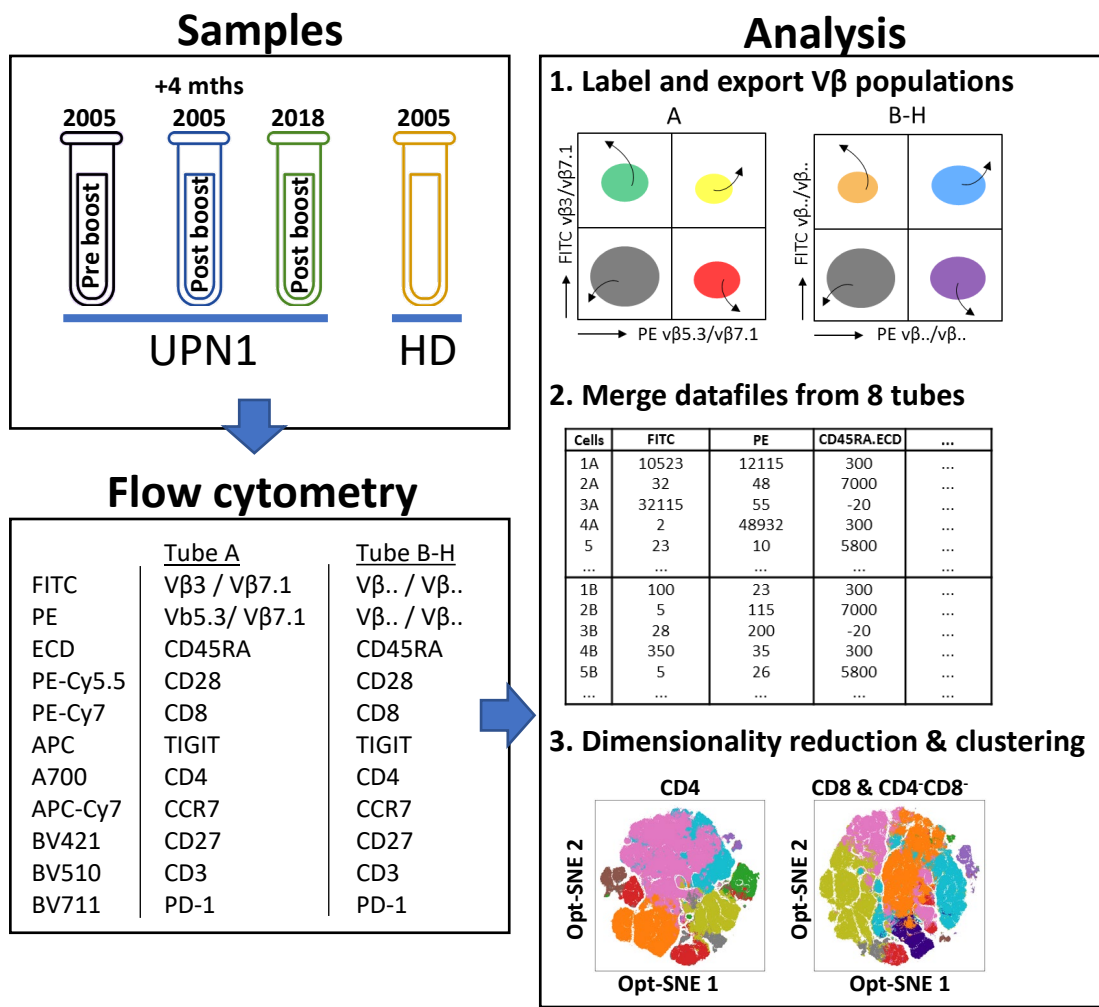 Samples
+4 mths
2005 2005 2018 2005
Pre boost
Post boost
Post boost
UPN1 HD
Flow cytometry
Tube A Tube B-H
FITC Vβ3 / Vβ7.1 Vβ.. / Vβ..
PE Vb5.3/ Vβ7.1 Vβ.. / Vβ..
ECD CD45RA CD45RA
PE-Cy5.5 CD28 CD28
PE-Cy7 CD8 CD8
APC TIGIT TIGIT
A700 CD4 CD4
APC-Cy7 CCR7 CCR7
BV421 CD27 CD27
BV510 CD3 CD3
BV711 PD-1 PD-1
Analysis
1. Label and export Vβ populations
A B-H
FITC vβ3/vβ7.1
PE vβ5.3/vβ7.1
FITC vβ../vβ..
PE vβ../vβ..
2. Merge datafiles from 8 tubes
Cells FITC PE CD45RA.ECD ...
1A 10523 12115 300 ...
2A 32 48 7000 ...
3A 32115 55 -20 ...
4A 2 48932 300 ...
5 23 10 5800 ...
... ... ... ... ...
1B 100 23 300 ...
2B 5 115 7000 ...
3B 28 200 -20 ...
4B 350 35 300 ...
5B 5 26 5800 ...
... ... ... ... ...
3. Dimensionality reduction & clustering
CD4 CD8 & CD4⁻CD8⁻
Opt-SNE 2
Opt-SNE 1
Opt-SNE 2
Opt-SNE 1